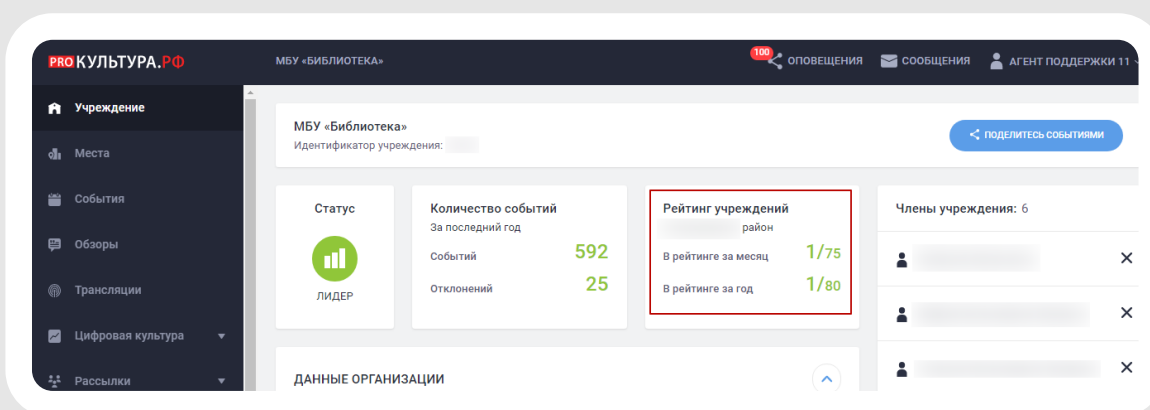 PRO КУЛЬТУРА.РФ
МБУ «БИБЛИОТЕКА»
100
ОПОВЕЩЕНИЯ
СООБЩЕНИЯ
АГЕНТ ПОДДЕРЖКИ 11
Учреждение
Места
События
Обзоры
Трансляции
Цифровая культура
Рассылки
МБУ «Библиотека»
Идентификатор учреждения:
ПОДЕЛИТЕСЬ СОБЫТИЯМИ
Статус
ЛИДЕР
Количество событий
За последний год
Событий 592
Отклонений 25
Рейтинг учреждений
район
В рейтинге за месяц 1/75
В рейтинге за год 1/80
Члены учреждения: 6
ДАННЫЕ ОРГАНИЗАЦИИ